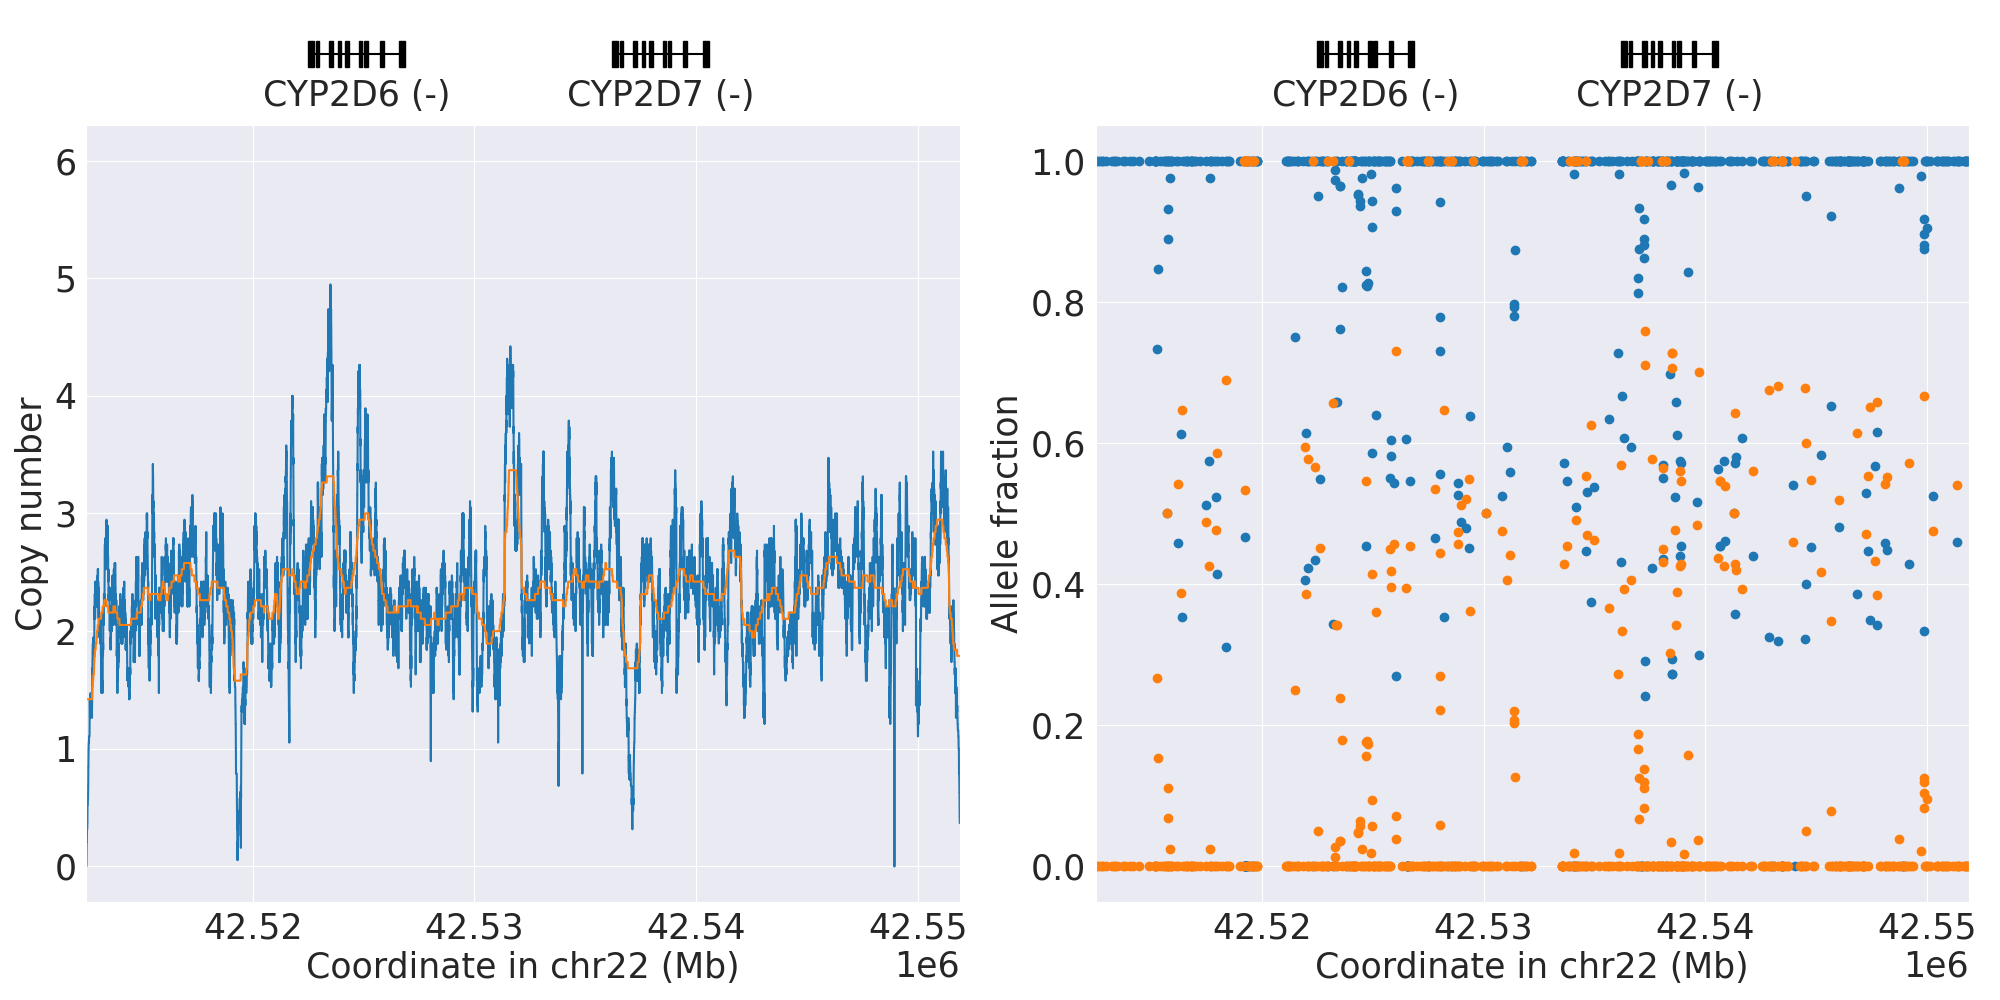 CYP2D6 (-)
CYP2D7 (-)
6
5
4
3
2
1
0
Copy number
42.52
42.53
42.54
42.55
1e6
Coordinate in chr22 (Mb)
CYP2D6 (-)
CYP2D7 (-)
1.0
0.8
0.6
0.4
0.2
0.0
Allele fraction
42.52
42.53
42.54
42.55
1e6
Coordinate in chr22 (Mb)